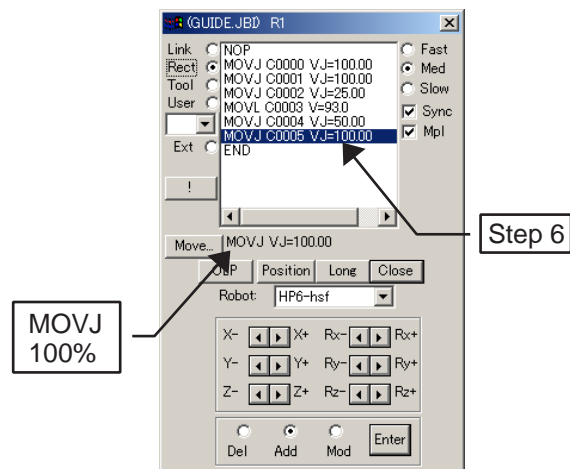 (GUIDE.JBI) R1
Link
Rect
Tool
User
Ext
!
NOP
MOVJ C0000 VJ=100.00
MOVJ C0001 VJ=100.00
MOVJ C0002 VJ=25.00
MOVL C0003 V=93.0
MOVJ C0004 VJ=50.00
MOVJ C0005 VJ=100.00
END
Fast
Med
Slow
Sync
Mpl
Step 6
Move... MOVJ VJ=100.00
Position Long Close
Robot: HP6-hsf
MOVJ
100%
X- X+ Rx- Rx+
Y- Y+ Ry- Ry+
Z- Z+ Rz- Rz+
Del Add Mod Enter